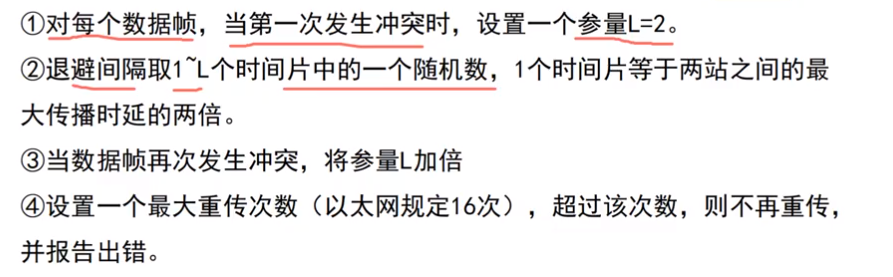 ①对每个数据帧，当第一次发生冲突时，设置一个参量L=2。
②退避间隔取1~L个时间片中的一个随机数，1个时间片等于两站之间的最
大传播时延的两倍。
③当数据帧再次发生冲突，将参量L加倍
④设置一个最大重传次数（以太网规定16次），超过该次数，则不再重传，
并报告出错。